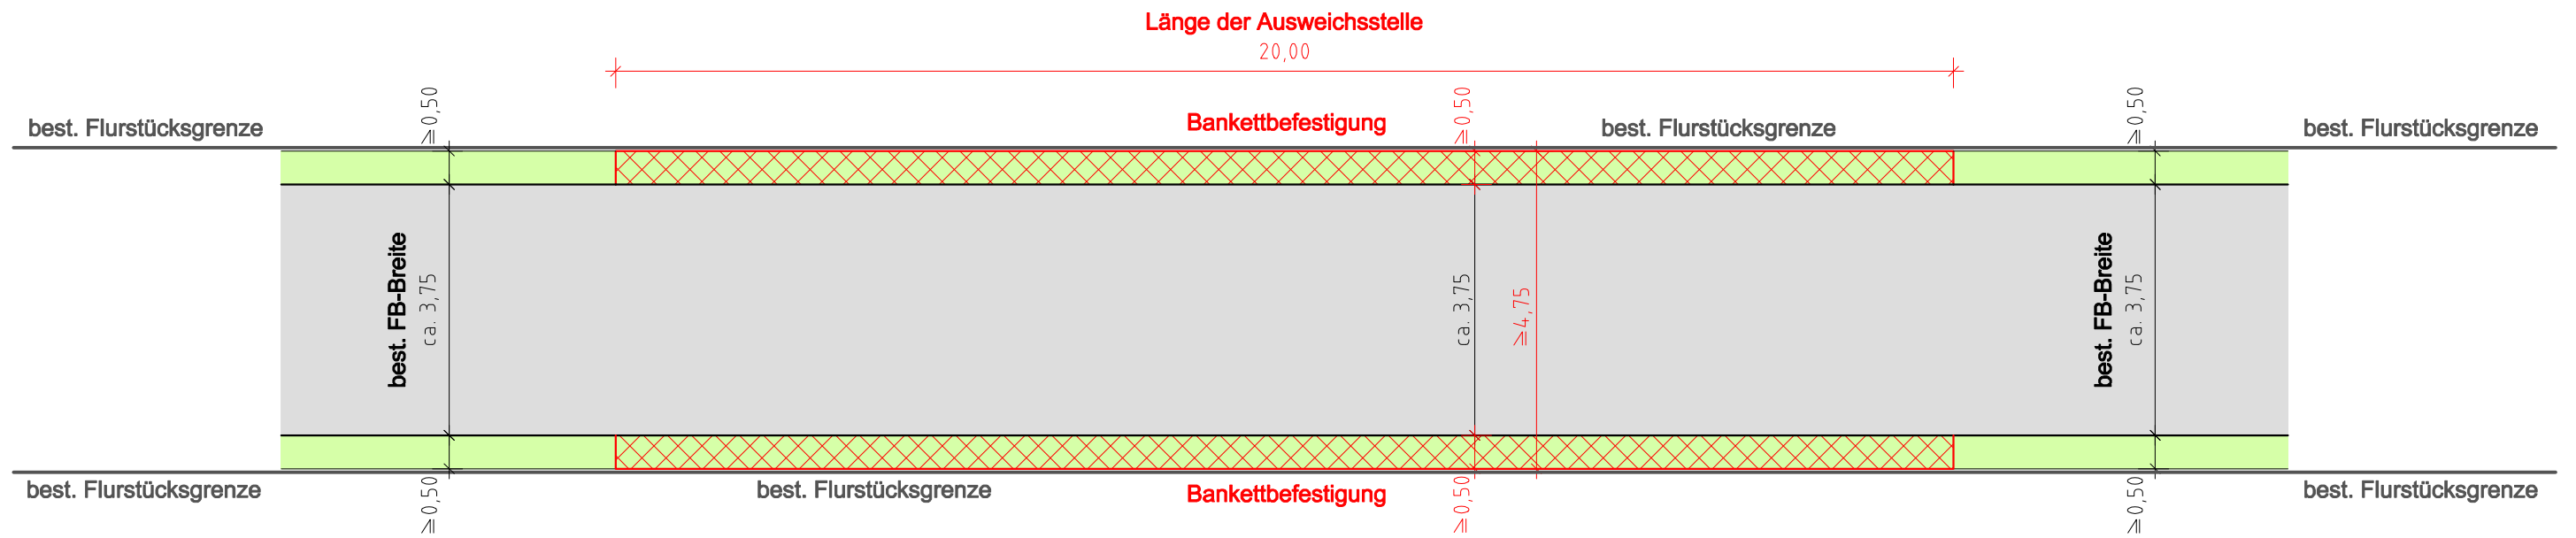 Länge der Ausweichsstelle
20,00
≥0,50
≥0,50
≥0,50
best. Flurstücksgrenze
Bankettbefestigung
best. Flurstücksgrenze
best. Flurstücksgrenze
best. FB-Breite
ca. 3,75
ca. 3,75
≥4,75
best. FB-Breite
ca. 3,75
best. Flurstücksgrenze
≥0,50
best. Flurstücksgrenze
Bankettbefestigung
≥0,50
≥0,50
best. Flurstücksgrenze